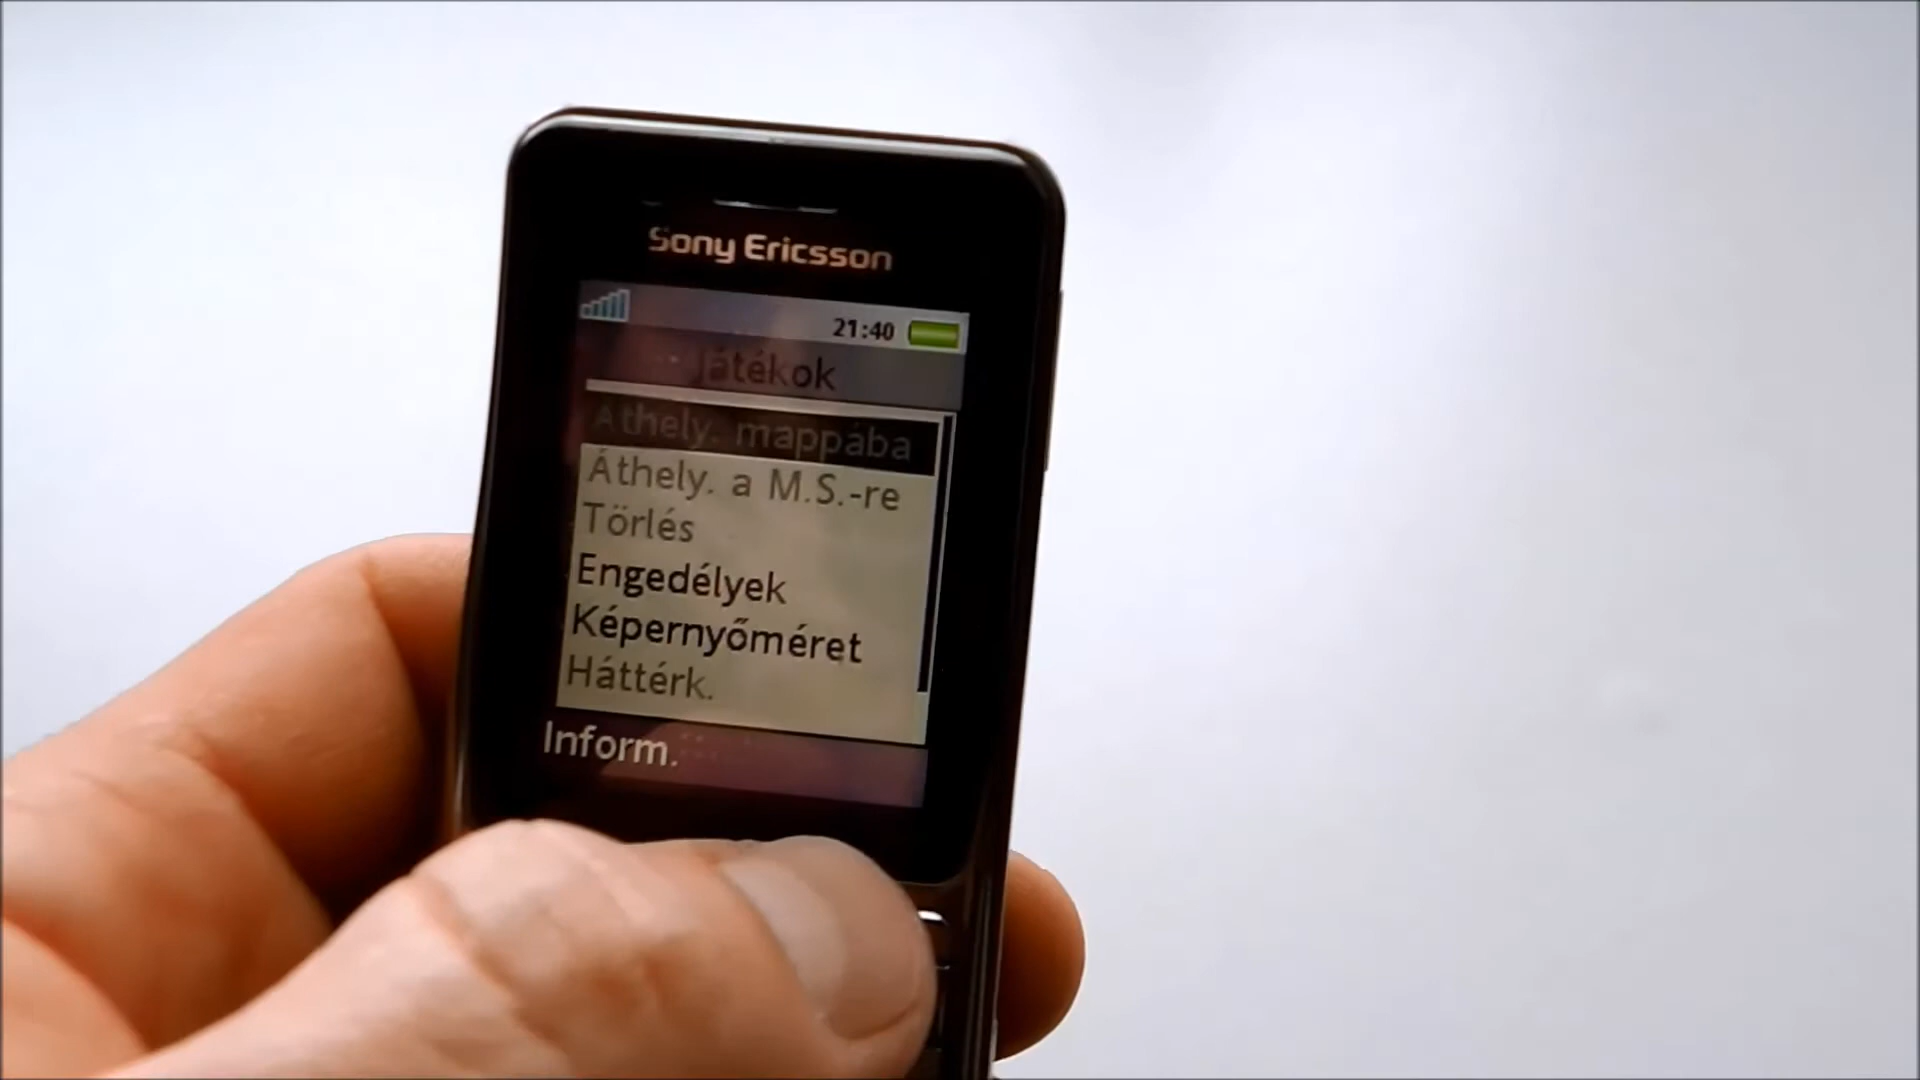 Sony Ericsson
21:40
Játékok
Áthely. mappába
Áthely. a M.S.-re
Törlés
Engedélyek
Képernyőméret
Háttérk.
Inform.